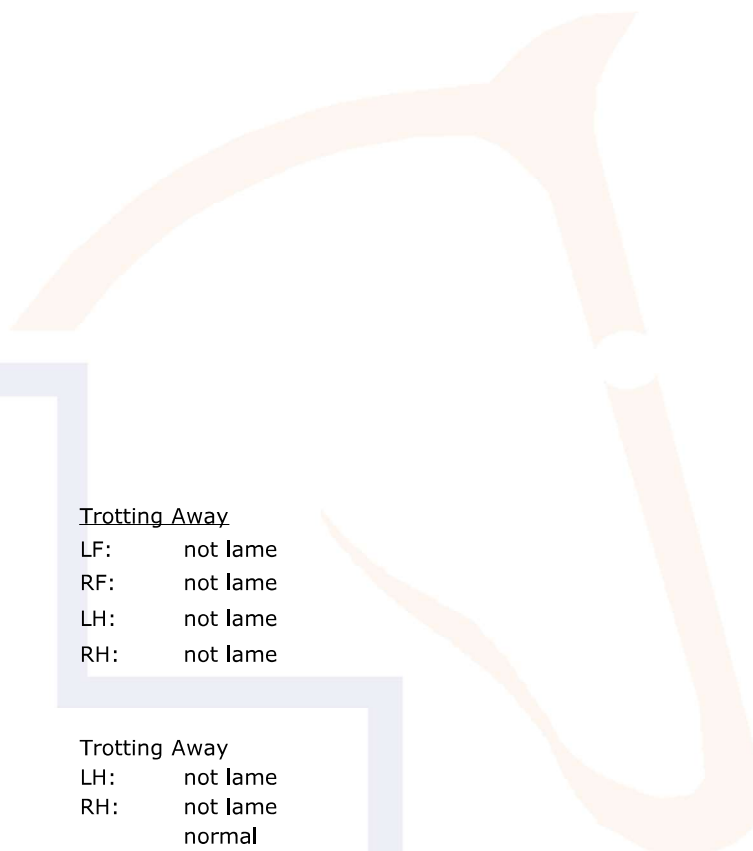 Trotting Away
LF: not lame
RF: not lame
LH: not lame
RH: not lame
Trotting Away
LH: not lame
RH: not lame
normal